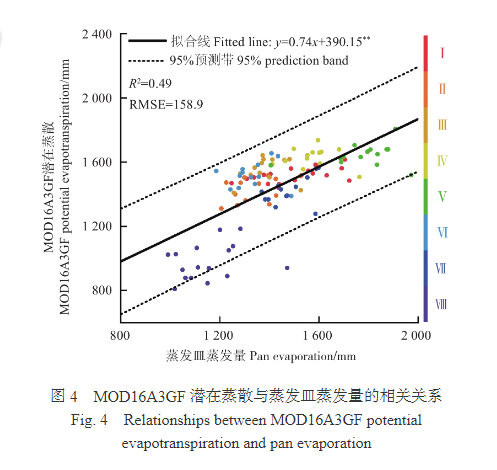 2 400
2 000
1 600
1 200
800
MOD16A3GF潜在蒸散
MOD16A3GF potential evapotranspiration/mm
拟合线 Fitted line: y=0.74x+390.15**
95%预测带 95% prediction band
R²=0.49
RMSE=158.9
I
II
III
IV
V
VI
VII
VIII
800
1 200
1 600
2 000
蒸发皿蒸发量 Pan evaporation/mm
图 4 MOD16A3GF 潜在蒸散与蒸发皿蒸发量的相关关系
Fig. 4 Relationships between MOD16A3GF potential
evapotranspiration and pan evaporation